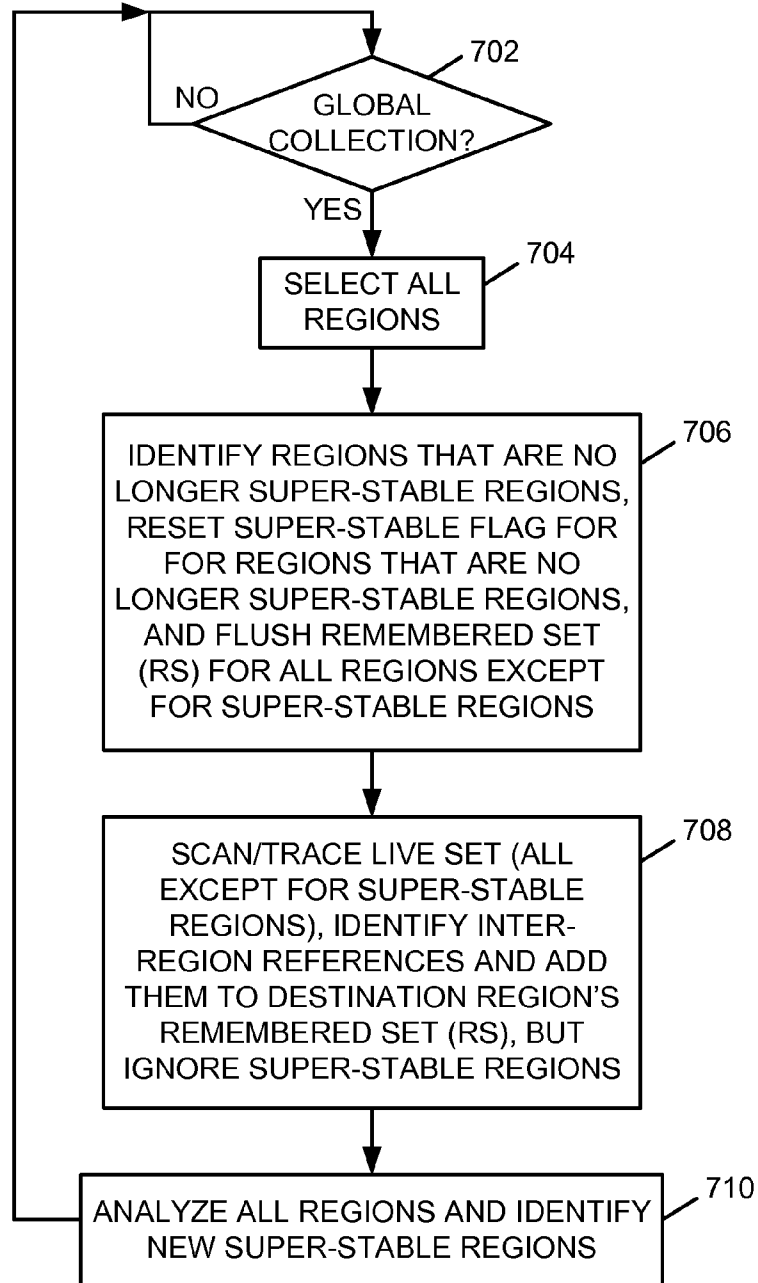 702
NO
GLOBAL
COLLECTION?
YES
704
SELECT ALL
REGIONS
706
IDENTIFY REGIONS THAT ARE NO
LONGER SUPER-STABLE REGIONS,
RESET SUPER-STABLE FLAG FOR
FOR REGIONS THAT ARE NO
LONGER SUPER-STABLE REGIONS,
AND FLUSH REMEMBERED SET
(RS) FOR ALL REGIONS EXCEPT
FOR SUPER-STABLE REGIONS
708
SCAN/TRACE LIVE SET (ALL
EXCEPT FOR SUPER-STABLE
REGIONS), IDENTIFY INTER-
REGION REFERENCES AND ADD
THEM TO DESTINATION REGION'S
REMEMBERED SET (RS), BUT
IGNORE SUPER-STABLE REGIONS
710
ANALYZE ALL REGIONS AND IDENTIFY
NEW SUPER-STABLE REGIONS